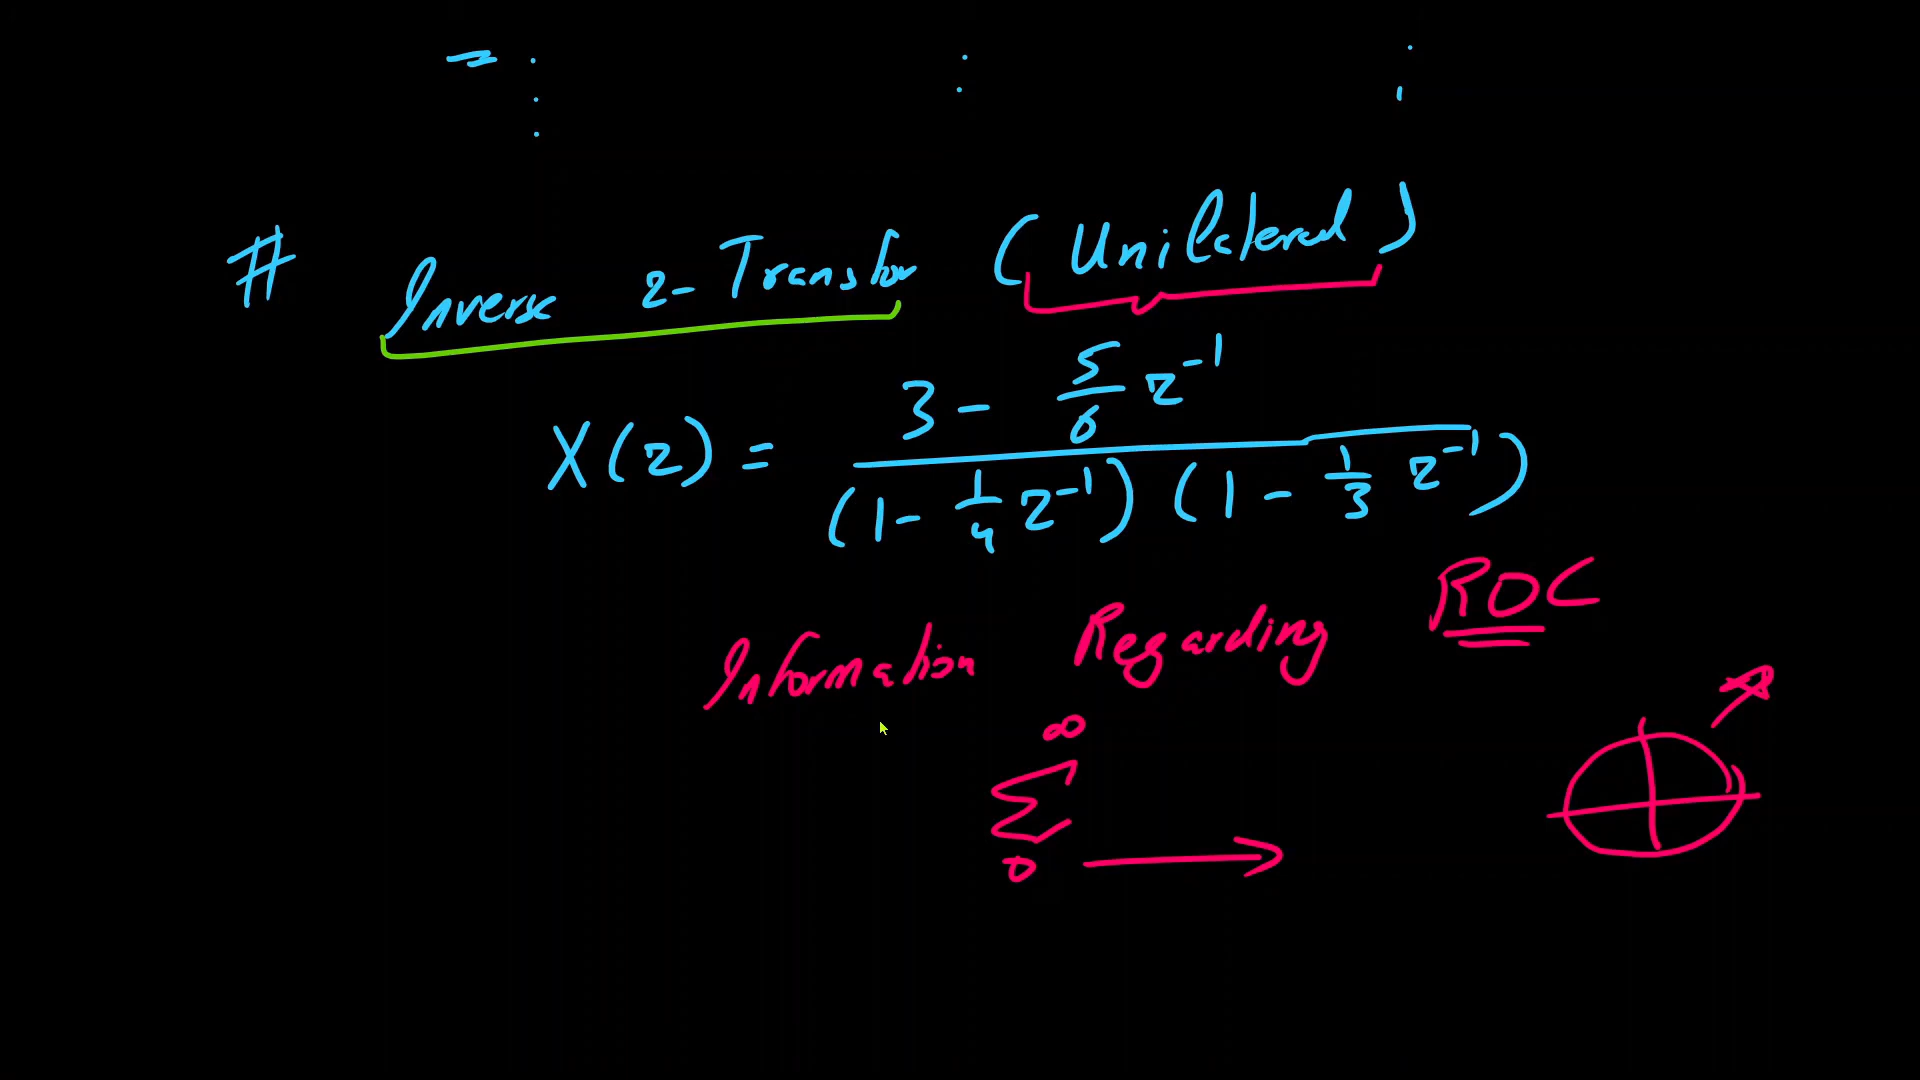 # Inverse z-Transfor (Unilateral)
X(z) = (3 - 5/6 z^-1) / ((1 - 1/4 z^-1) (1 - 1/3 z^-1))
Information Regarding ROC
∞
Σ
0